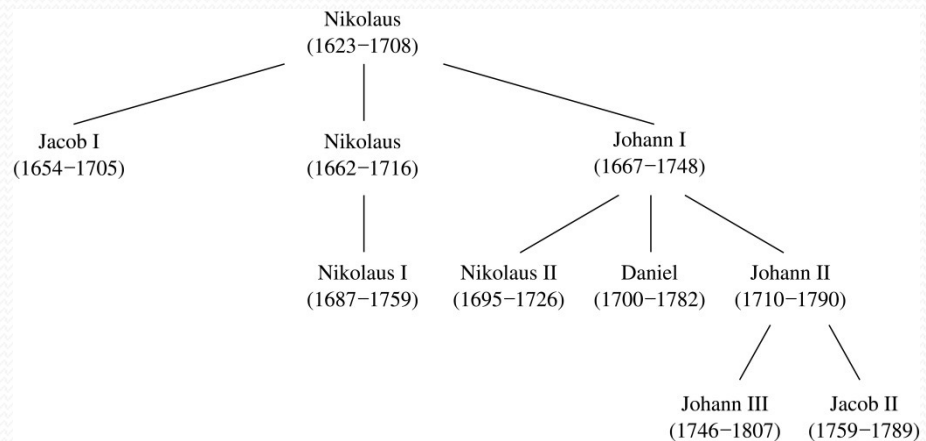 Nikolaus
(1623–1708)
Jacob I
(1654–1705)
Nikolaus
(1662–1716)
Johann I
(1667–1748)
Nikolaus I
(1687–1759)
Nikolaus II
(1695–1726)
Daniel
(1700–1782)
Johann II
(1710–1790)
Johann III
(1746–1807)
Jacob II
(1759–1789)